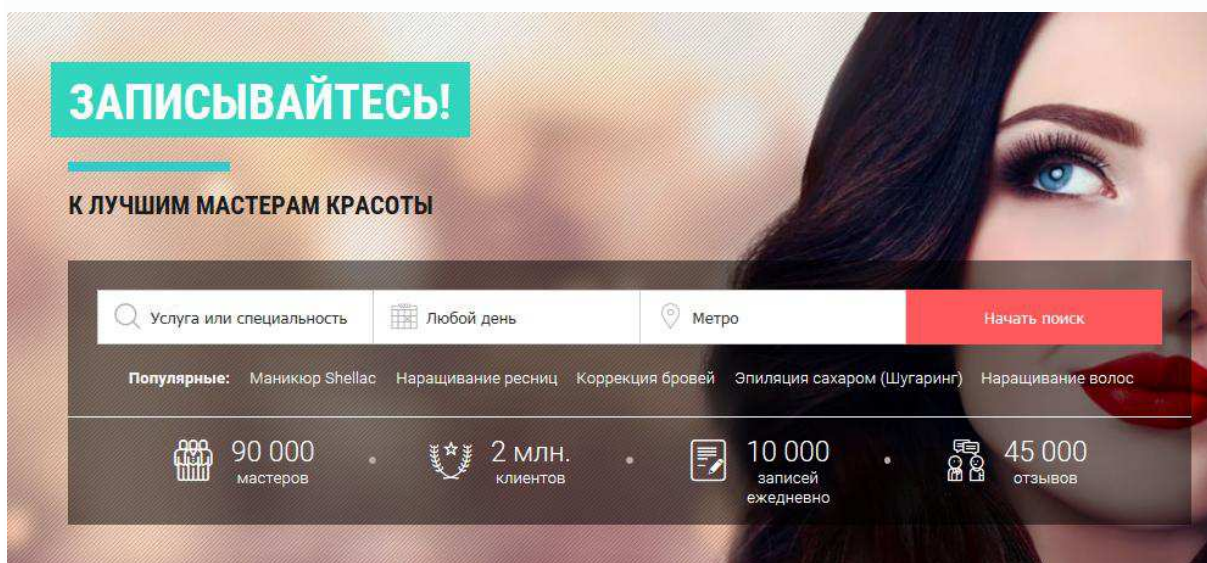 ЗАПИСЫВАЙТЕСЬ!
К ЛУЧШИМ МАСТЕРАМ КРАСОТЫ
Услуга или специальность Любой день Метро Начать поиск
Популярные: Маникюр Shellac Наращивание ресниц Коррекция бровей Эпиляция сахаром (Шугаринг) Наращивание волос
90 000
мастеров
2 млн.
клиентов
10 000
записей
ежедневно
45 000
отзывов